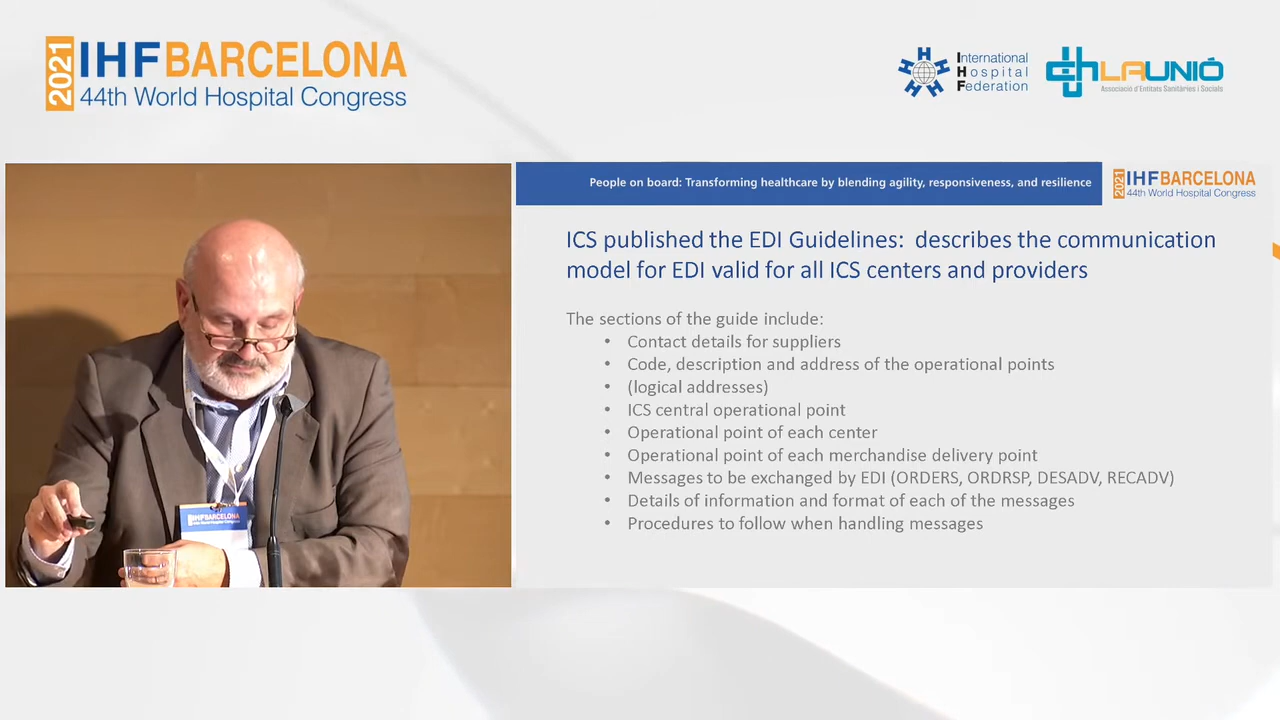 2021
IHF BARCELONA
44th World Hospital Congress
International
Hospital
Federation
LA UNIÓ
Associació d'Entitats Sanitàries i Socials
People on board: Transforming healthcare by blending agility, responsiveness, and resilience
2021
IHF BARCELONA
44th World Hospital Congress
ICS published the EDI Guidelines: describes the communication
model for EDI valid for all ICS centers and providers
The sections of the guide include:
• Contact details for suppliers
• Code, description and address of the operational points
• (logical addresses)
• ICS central operational point
• Operational point of each center
• Operational point of each merchandise delivery point
• Messages to be exchanged by EDI (ORDERS, ORDRSP, DESADV, RECADV)
• Details of information and format of each of the messages
• Procedures to follow when handling messages
IHF BARCELONA
44th World Hospital Congress